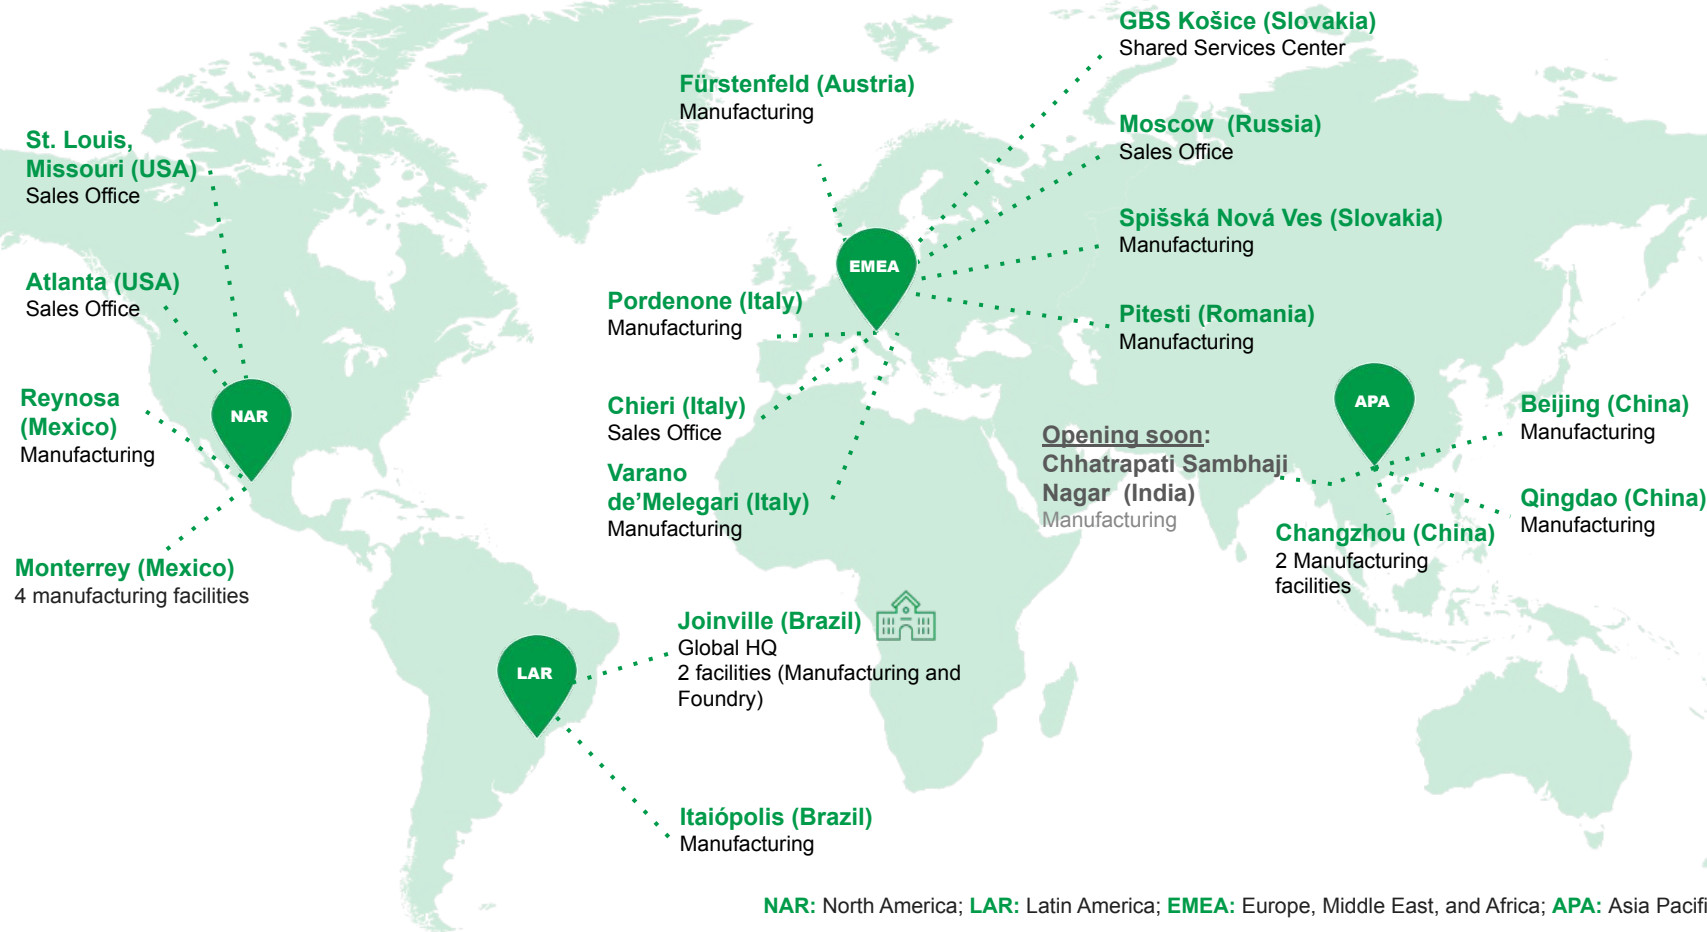 GBS Košice (Slovakia)
Shared Services Center
Fürstenfeld (Austria)
Manufacturing
Moscow  (Russia)
Sales Office
St. Louis,
Missouri (USA)
Sales Office
Spišská Nová Ves (Slovakia)
Manufacturing
EMEA
Atlanta (USA)
Sales Office
Pordenone (Italy)
Manufacturing
Pitesti (Romania)
Manufacturing
Reynosa
(Mexico)
Manufacturing
NAR
Chieri (Italy)
Sales Office
APA
Beijing (China)
Manufacturing
Opening soon:
Chhatrapati Sambhaji
Nagar  (India)
Manufacturing
Varano
de’Melegari (Italy)
Manufacturing
Qingdao (China)
Manufacturing
Changzhou (China)
2 Manufacturing
facilities
Monterrey (Mexico)
4 manufacturing facilities
Joinville (Brazil)
Global HQ
2 facilities (Manufacturing and
Foundry)
LAR
Itaiópolis (Brazil)
Manufacturing
NAR: North America; LAR: Latin America; EMEA: Europe, Middle East, and Africa; APA: Asia Pacifi